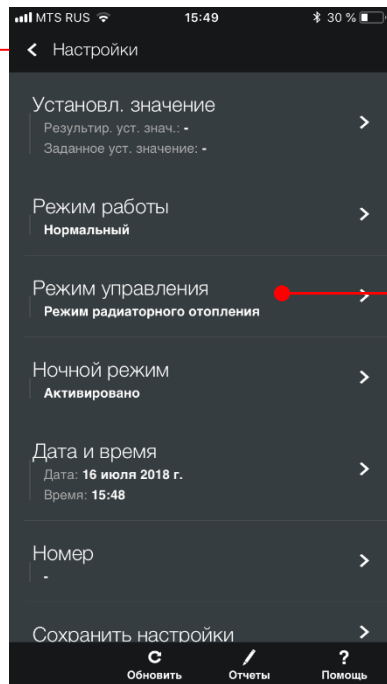 MTS RUS 15:49 30 %
Настройки
Установл. значение
Результир. уст. знач.: -
Заданное уст. значение: -
Режим работы
Нормальный
Режим управления
Режим радиаторного отопления
Ночной режим
Активировано
Дата и время
Дата: 16 июля 2018 г.
Время: 15:48
Номер
-
Сохранить настройки
Обновить Отчеты ? Помощь